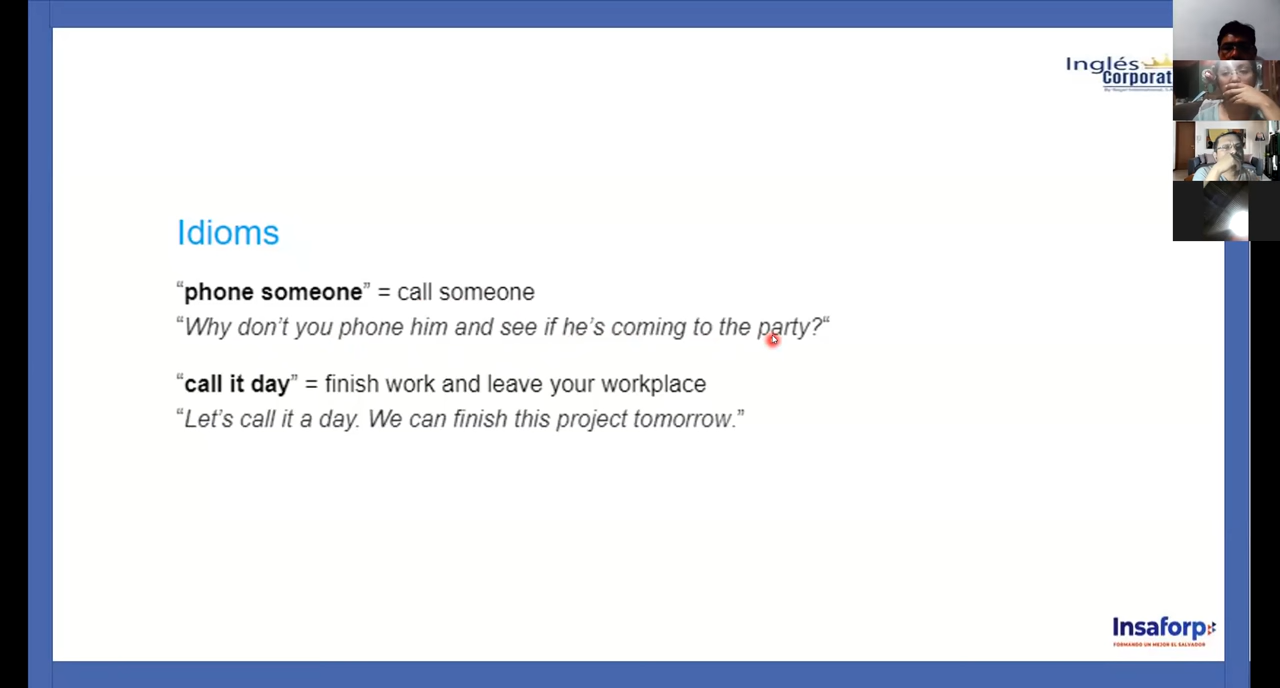 Inglés
Corporat
Idioms
“phone someone” = call someone
“Why don’t you phone him and see if he’s coming to the party?“
“call it day” = finish work and leave your workplace
“Let’s call it a day. We can finish this project tomorrow.”
Insaforp
FORMANDO UN MEJOR EL SALVADOR